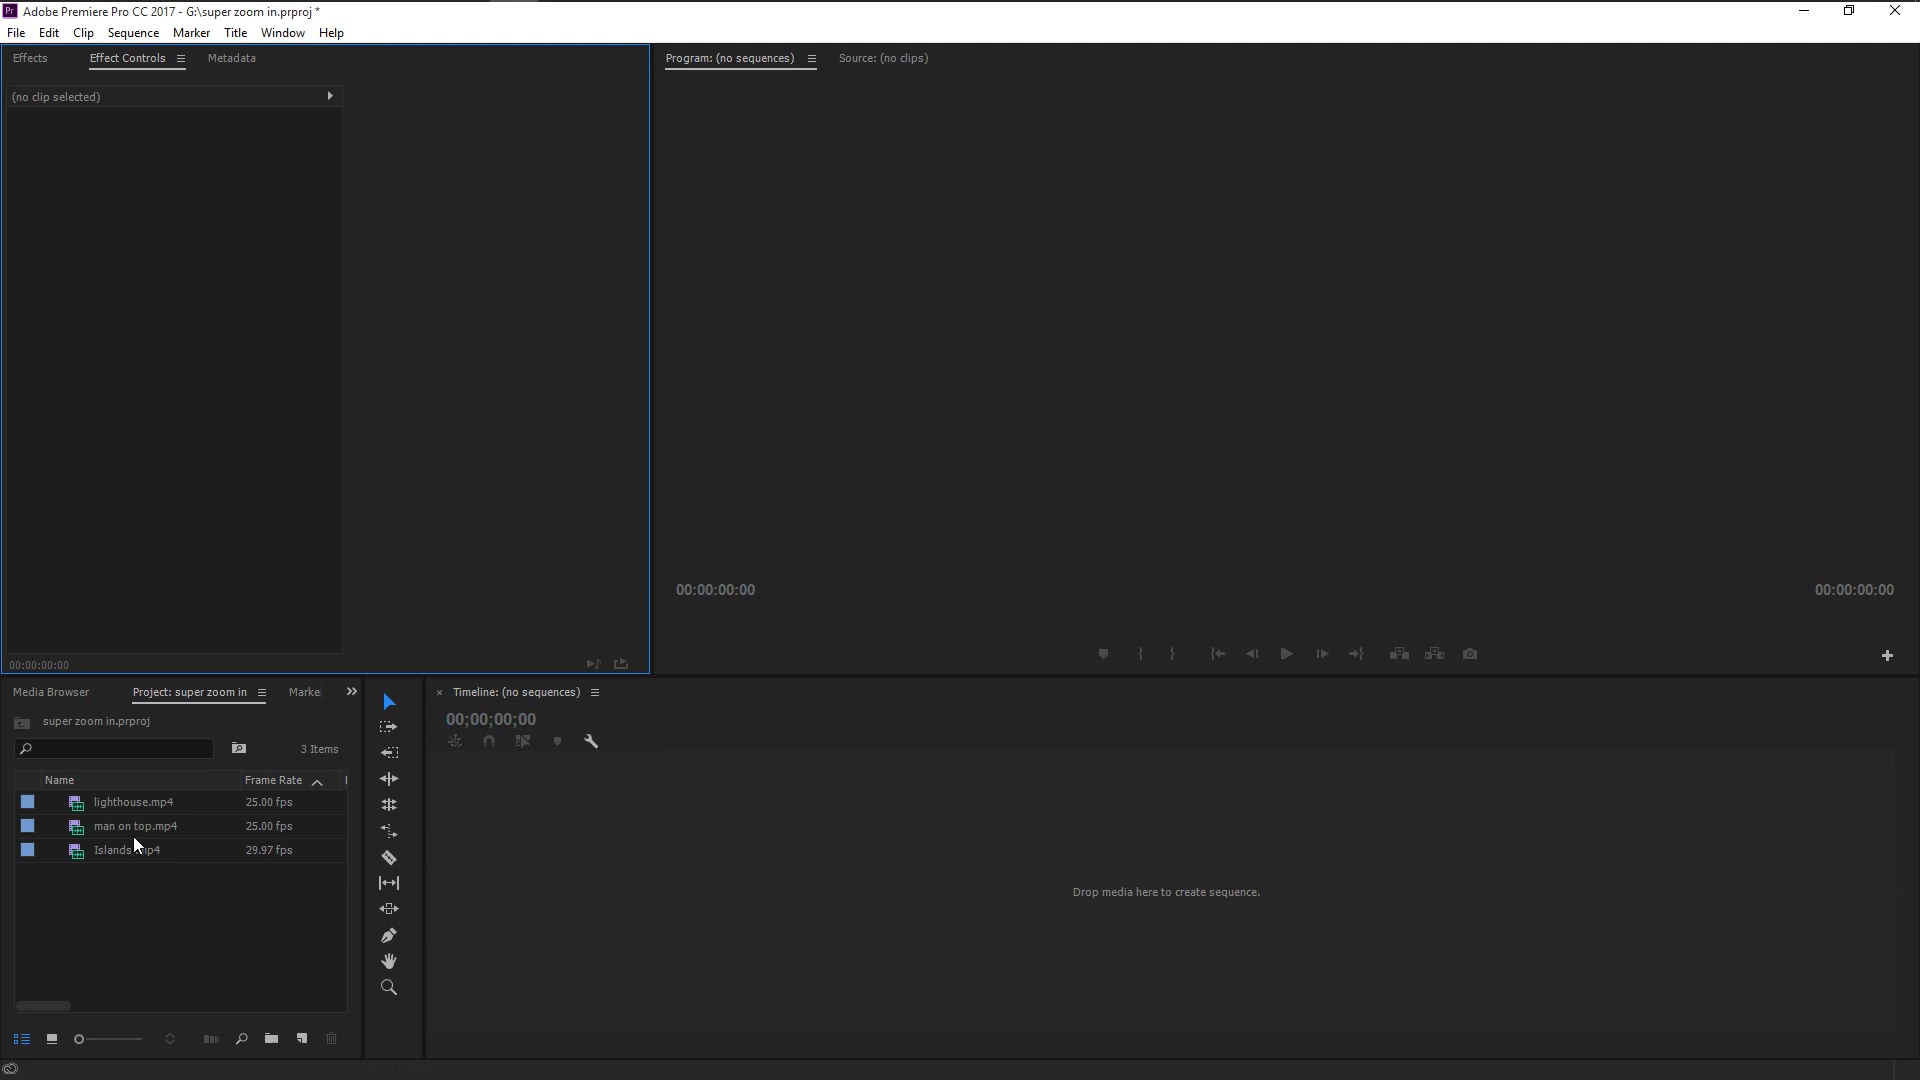 Pr Adobe Premiere Pro CC 2017 - G:\super zoom in.prproj *
File Edit Clip Sequence Marker Title Window Help
Effects Effect Controls Metadata
Program: (no sequences) Source: (no clips)
(no clip selected)
00:00:00:00 00:00:00:00
00:00:00:00
Media Browser Project: super zoom in Marke
× Timeline: (no sequences)
super zoom in.prproj
00;00;00;00
3 Items
Name Frame Rate
lighthouse.mp4 25.00 fps
man on top.mp4 25.00 fps
Islands 29.97 fps
Drop media here to create sequence.